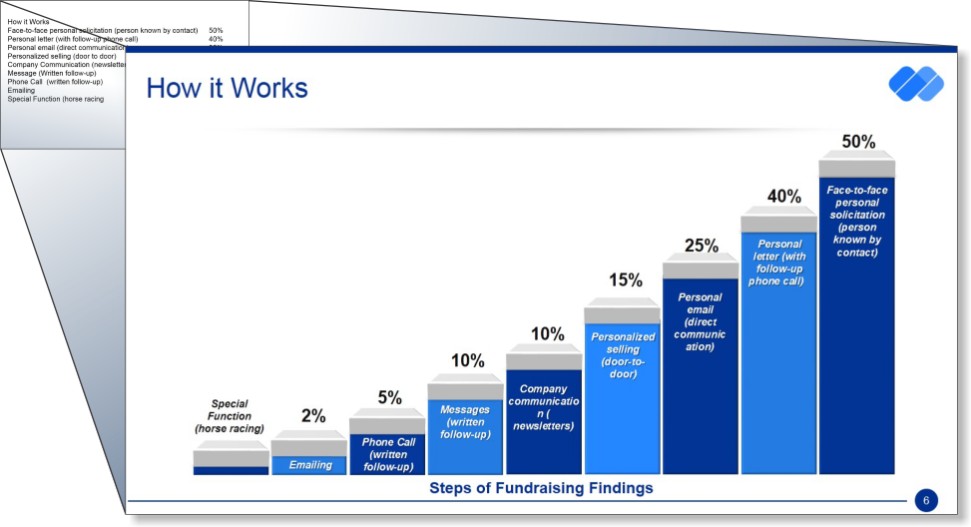 How it Works
Face-to-face personal solicitation (person known by contact) 50%
Personal letter (with follow-up phone call) 40%
Personal email (direct communication
Personalized selling (door to door)
Company Communication (newsletter
Message (Written follow-up)
Phone Call (written follow-up)
Emailing
Special Function (horse racing
How it Works
50%
Face-to-face
personal
solicitation
(person
known by
contact)
40%
Personal
letter (with
follow-up
phone call)
25%
Personal
email
(direct
communic
ation)
15%
Personalized
selling
(door-to-
door)
10%
Company
communicatio
n (
newsletters)
10%
Messages
(written
follow-up)
5%
Phone Call
(written
follow-up)
2%
Emailing
Special
Function
(horse racing)
Steps of Fundraising Findings
6